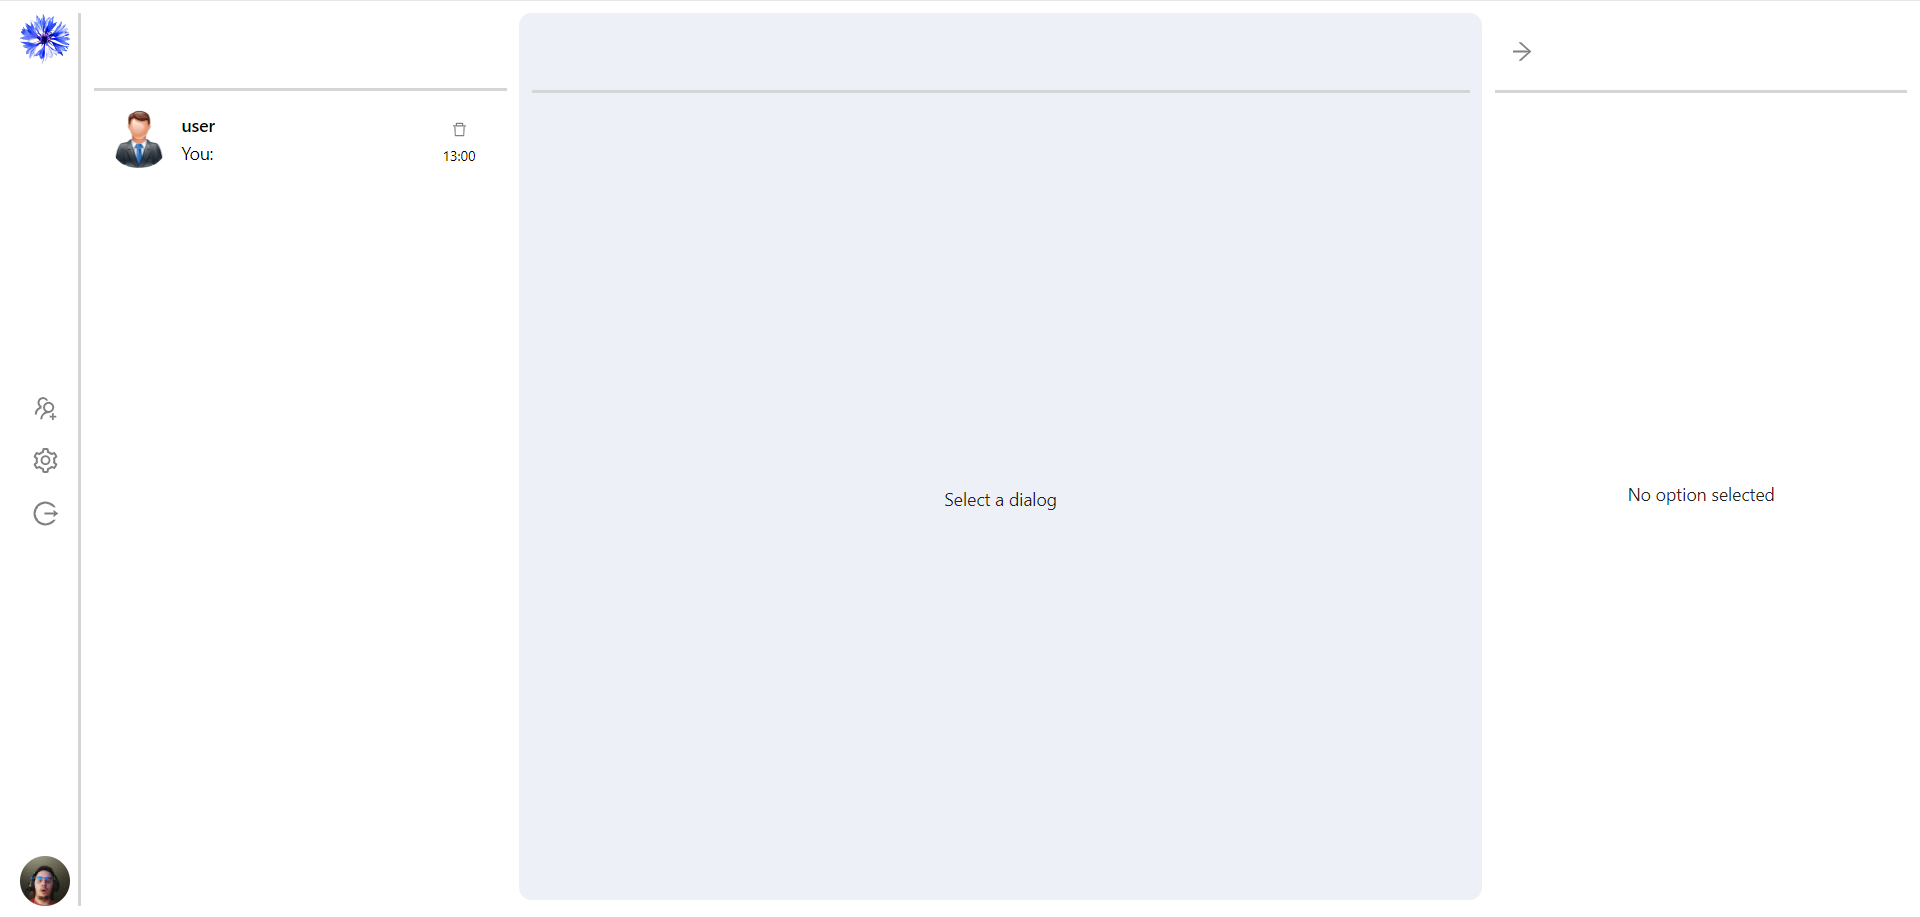 user
You:
13:00
Select a dialog
No option selected